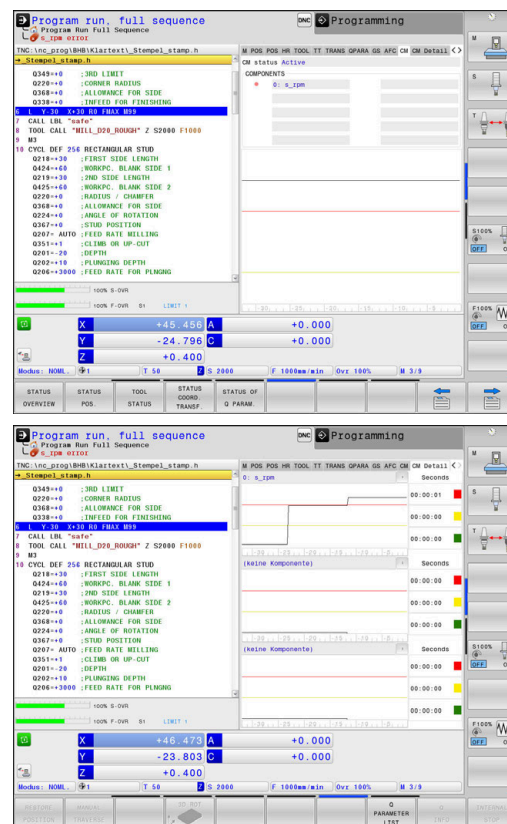 Program run, full sequence
DNC
Programming
Program Run Full Sequence
s_rpm error
TNC:\nc_prog\BHB\Klartext\_Stempel_stamp.h
→_Stempel_stamp.h
Q349=+0 ;3RD LIMIT
Q220=+0 ;CORNER RADIUS
Q368=+0 ;ALLOWANCE FOR SIDE
Q338=+0 ;INFEED FOR FINISHING
6 L Y-30 X+30 R0 FMAX M99
7 CALL LBL "safe"
8 TOOL CALL "MILL_D20_ROUGH" Z S2000 F1000
9 M3
10 CYCL DEF 256 RECTANGULAR STUD
Q218=+30 ;FIRST SIDE LENGTH
Q424=+60 ;WORKPC. BLANK SIDE 1
Q219=+30 ;2ND SIDE LENGTH
Q425=+60 ;WORKPC. BLANK SIDE 2
Q220=+0 ;RADIUS / CHAMFER
Q368=+0 ;ALLOWANCE FOR SIDE
Q224=+0 ;ANGLE OF ROTATION
Q367=+0 ;STUD POSITION
Q207= AUTO ;FEED RATE MILLING
Q351=+1 ;CLIMB OR UP-CUT
Q201=-20 ;DEPTH
Q202=+10 ;PLUNGING DEPTH
Q206=+3000 ;FEED RATE FOR PLNGNG
M POS POS HR TOOL TT TRANS QPARA GS AFC CM CM Detail
CM status Active
COMPONENTS
0: s_rpm
100% S-OVR
100% F-OVR S1 LIMIT 1
X +45.456 A +0.000
Y -24.796 C +0.000
Z +0.400
Modus: NOML. 1 T 50 Z S 2000 F 1000mm/min Ovr 100% M 3/9
STATUS OVERVIEW
STATUS POS.
TOOL STATUS
STATUS COORD. TRANSF.
STATUS OF Q PARAM.
M
S
T
S100%
OFF
F100%
OFF
Program run, full sequence
DNC
Programming
Program Run Full Sequence
s_rpm error
TNC:\nc_prog\BHB\Klartext\_Stempel_stamp.h
→_Stempel_stamp.h
Q349=+0 ;3RD LIMIT
Q220=+0 ;CORNER RADIUS
Q368=+0 ;ALLOWANCE FOR SIDE
Q338=+0 ;INFEED FOR FINISHING
6 L Y-30 X+30 R0 FMAX M99
7 CALL LBL "safe"
8 TOOL CALL "MILL_D20_ROUGH" Z S2000 F1000
9 M3
10 CYCL DEF 256 RECTANGULAR STUD
Q218=+30 ;FIRST SIDE LENGTH
Q424=+60 ;WORKPC. BLANK SIDE 1
Q219=+30 ;2ND SIDE LENGTH
Q425=+60 ;WORKPC. BLANK SIDE 2
Q220=+0 ;RADIUS / CHAMFER
Q368=+0 ;ALLOWANCE FOR SIDE
Q224=+0 ;ANGLE OF ROTATION
Q367=+0 ;STUD POSITION
Q207= AUTO ;FEED RATE MILLING
Q351=+1 ;CLIMB OR UP-CUT
Q201=-20 ;DEPTH
Q202=+10 ;PLUNGING DEPTH
Q206=+3000 ;FEED RATE FOR PLNGNG
M POS POS HR TOOL TT TRANS QPARA GS AFC CM CM Detail
0: s_rpm Seconds
00:00:01
00:00:00
00:00:00
(keine Komponente) Seconds
00:00:00
00:00:00
00:00:00
(keine Komponente) Seconds
00:00:00
00:00:00
00:00:00
100% S-OVR
100% F-OVR S1 LIMIT 1
X +46.473 A +0.000
Y -23.803 C +0.000
Z +0.400
Modus: NOML. 1 T 50 Z S 2000 F 1000mm/min Ovr 100% M 3/9
MANUAL TRAVERSE
3D ROT
Q PARAMETER LIST
Q INFO
INTERNAL STOP
M
S
T
S100%
OFF
F100%
OFF